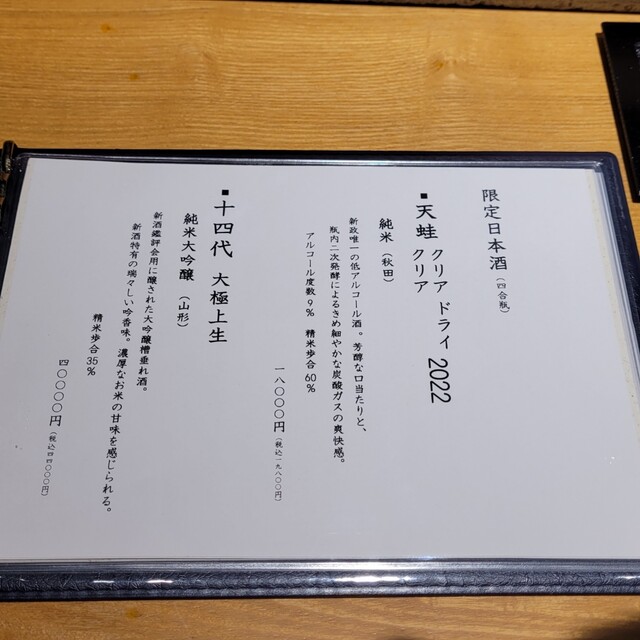 限定日本酒(四合瓶)
■天蛙 クリア ドライ 2022
クリア
純米(秋田)
新政唯一の低アルコール酒。芳醇な口当たりと、
瓶内二次発酵によるきめ細やかな炭酸ガスの爽快感。
アルコール度数9% 精米歩合60%
一八〇〇〇円(税込一九八〇〇円)
■十四代 大極上生
純米大吟醸(山形)
新酒鑑評会用に醸された大吟醸槽垂れ酒。
新酒特有の瑞々しい吟香味。濃厚なお米の甘味を感じられる。
精米歩合35%
四〇〇〇〇円(税込四四〇〇〇円)